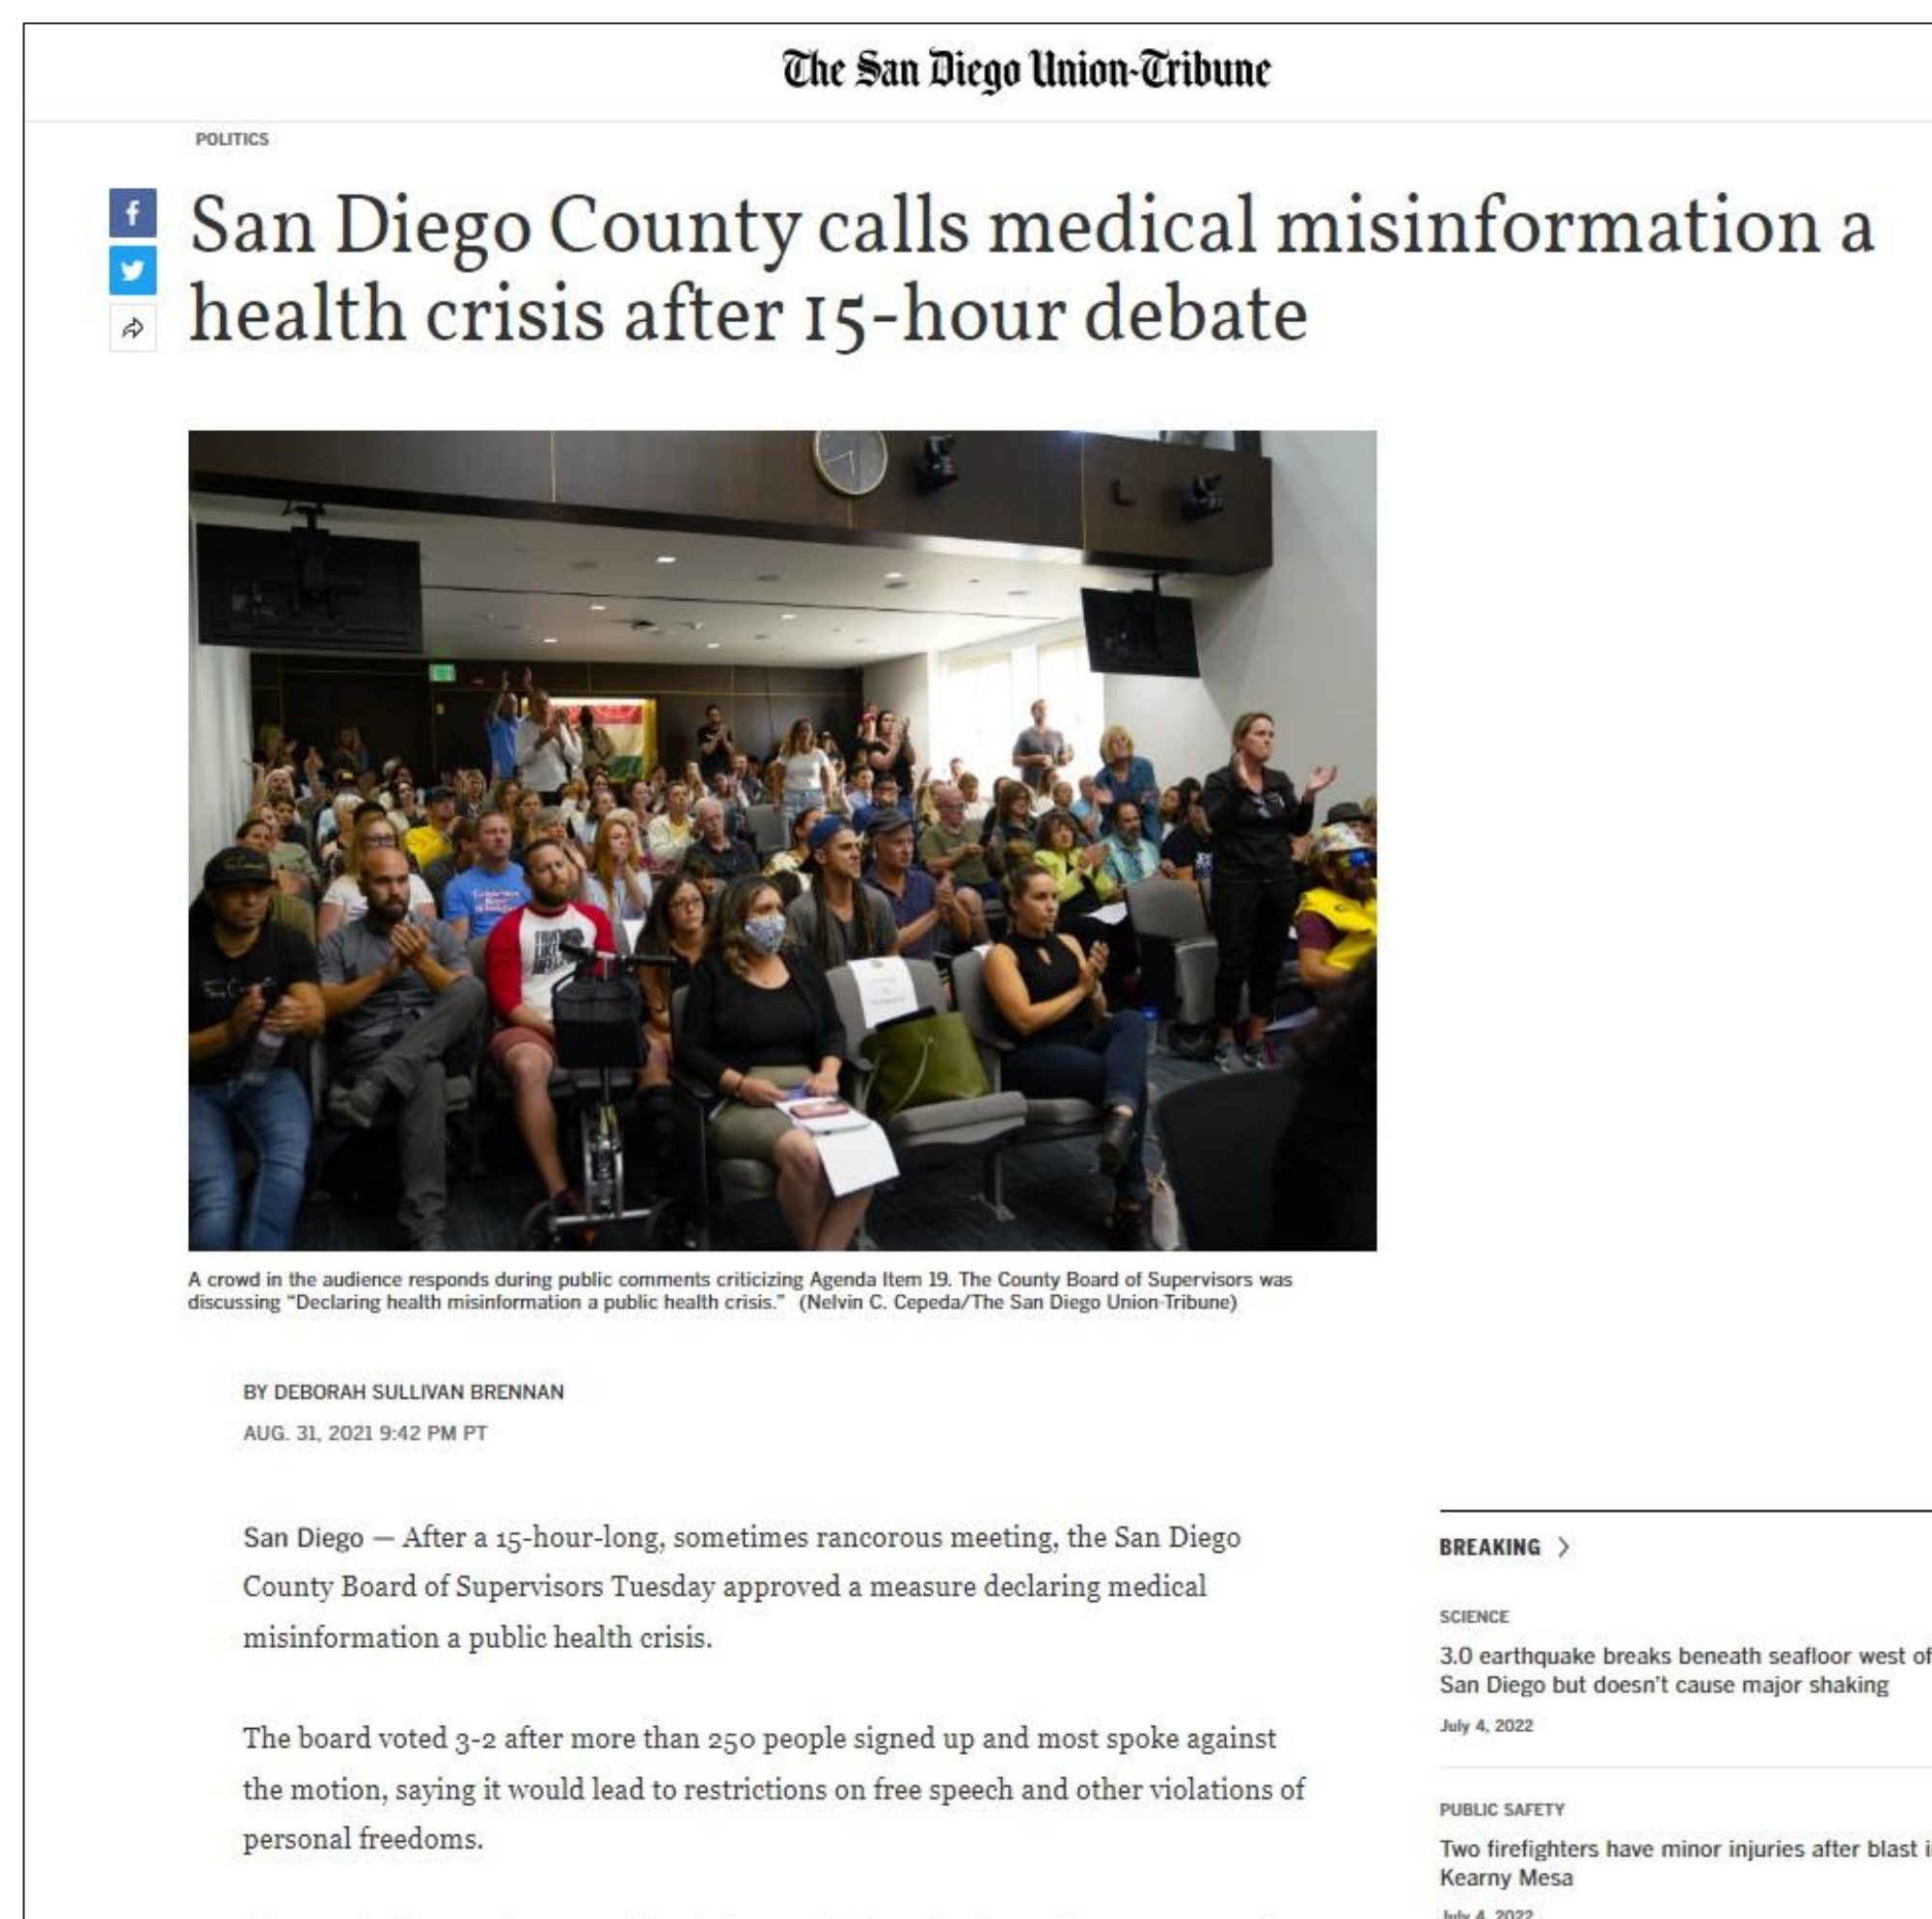 The San Diego Union-Tribune
POLITICS
San Diego County calls medical misinformation a
health crisis after 15-hour debate
A crowd in the audience responds during public comments criticizing Agenda Item 19. The County Board of Supervisors was
discussing “Declaring health misinformation a public health crisis.” (Nelvin C. Cepeda/The San Diego Union-Tribune)
BY DEBORAH SULLIVAN BRENNAN
AUG. 31, 2021 9:42 PM PT
San Diego — After a 15-hour-long, sometimes rancorous meeting, the San Diego
County Board of Supervisors Tuesday approved a measure declaring medical
misinformation a public health crisis.
The board voted 3-2 after more than 250 people signed up and most spoke against
the motion, saying it would lead to restrictions on free speech and other violations of
personal freedoms.
BREAKING >
SCIENCE
3.0 earthquake breaks beneath seafloor west of
San Diego but doesn't cause major shaking
July 4, 2022
PUBLIC SAFETY
Two firefighters have minor injuries after blast
Kearny Mesa
July 4, 2022